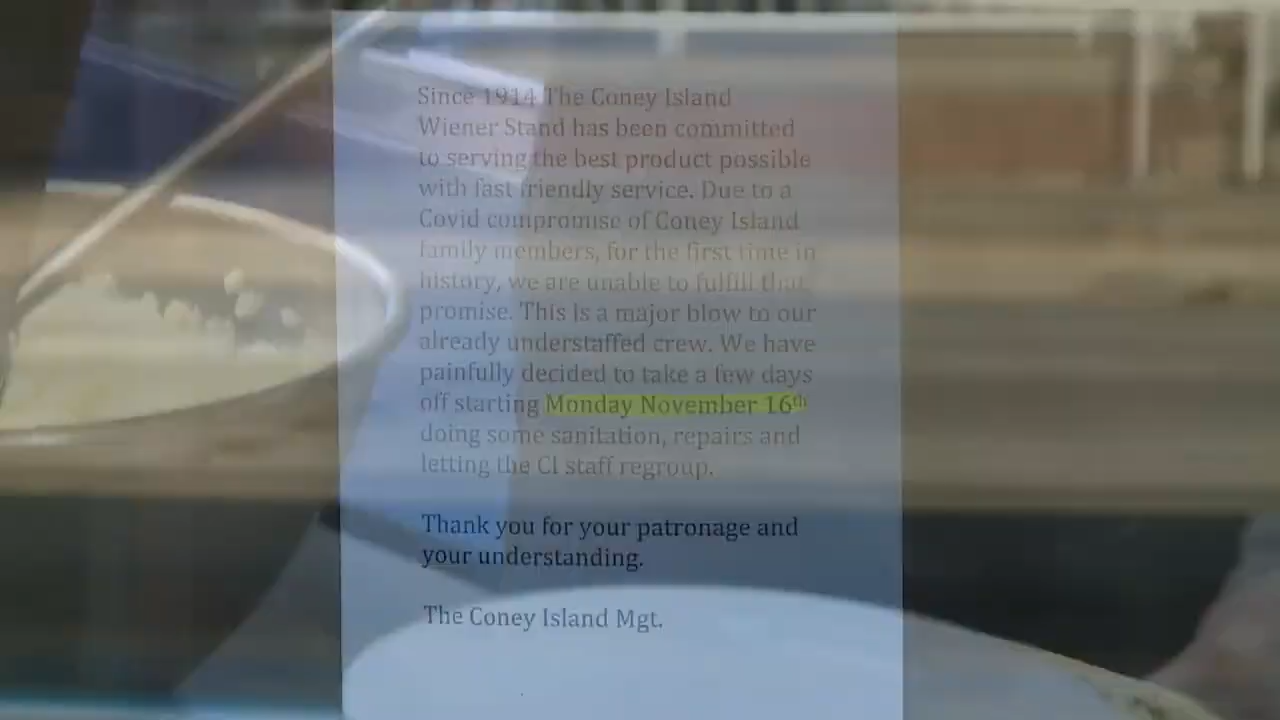 Since 1914 The Coney Island
Wiener Stand has been committed
to serving the best product possible
with fast friendly service. Due to a
Covid compromise of Coney Island
family members, for the first time in
history, we are unable to fulfill that
promise. This is a major blow to our
already understaffed crew. We have
painfully decided to take a few days
off starting Monday November 16th
doing some sanitation, repairs and
letting the CI staff regroup.
Thank you for your patronage and
your understanding.
The Coney Island Mgt.